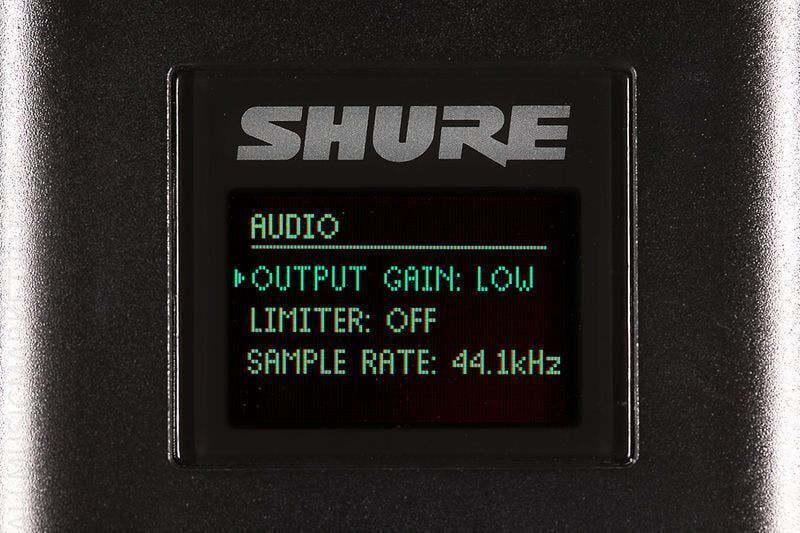 SHURE
AUDIO
OUTPUT GAIN: LOW
LIMITER: OFF
SAMPLE RATE: 44.1kHz